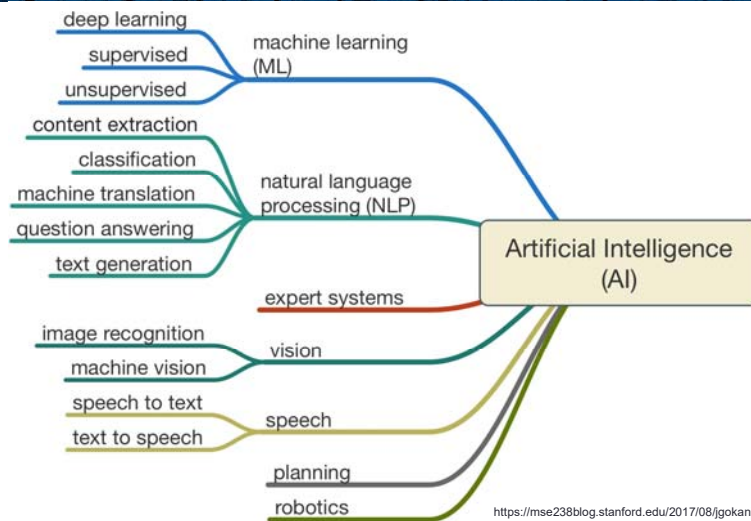 deep learning
supervised
unsupervised
machine learning
(ML)
content extraction
classification
machine translation
question answering
text generation
natural language
processing (NLP)
expert systems
image recognition
machine vision
vision
speech to text
text to speech
speech
planning
robotics
Artificial Intelligence
(AI)
https://mse238blog.stanford.edu/2017/08/jgokan